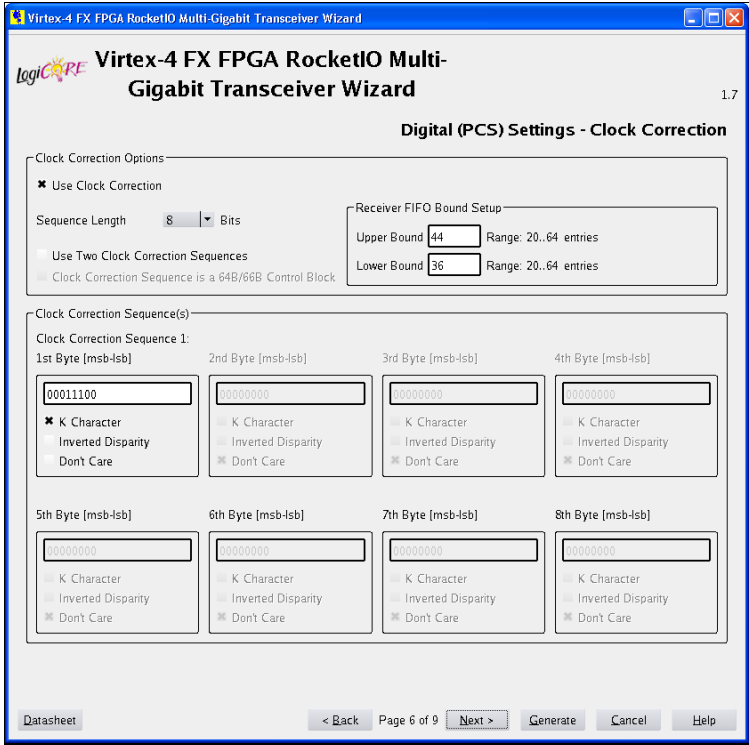 Virtex-4 FX FPGA RocketIO Multi-Gigabit Transceiver Wizard
LogiCORE
Virtex-4 FX FPGA RocketIO Multi-
Gigabit Transceiver Wizard
1.7
Digital (PCS) Settings - Clock Correction
Clock Correction Options
Use Clock Correction
Sequence Length 8 Bits
Use Two Clock Correction Sequences
Clock Correction Sequence is a 64B/66B Control Block
Receiver FIFO Bound Setup
Upper Bound 44 Range: 20..64 entries
Lower Bound 36 Range: 20..64 entries
Clock Correction Sequence(s)
Clock Correction Sequence 1:
1st Byte [msb-lsb] 2nd Byte [msb-lsb] 3rd Byte [msb-lsb] 4th Byte [msb-lsb]
00011100 00000000 00000000 00000000
K Character K Character K Character K Character
Inverted Disparity Inverted Disparity Inverted Disparity Inverted Disparity
Don't Care Don't Care Don't Care Don't Care
5th Byte [msb-lsb] 6th Byte [msb-lsb] 7th Byte [msb-lsb] 8th Byte [msb-lsb]
00000000 00000000 00000000 00000000
K Character K Character K Character K Character
Inverted Disparity Inverted Disparity Inverted Disparity Inverted Disparity
Don't Care Don't Care Don't Care Don't Care
Datasheet < Back Page 6 of 9 Next > Generate Cancel Help